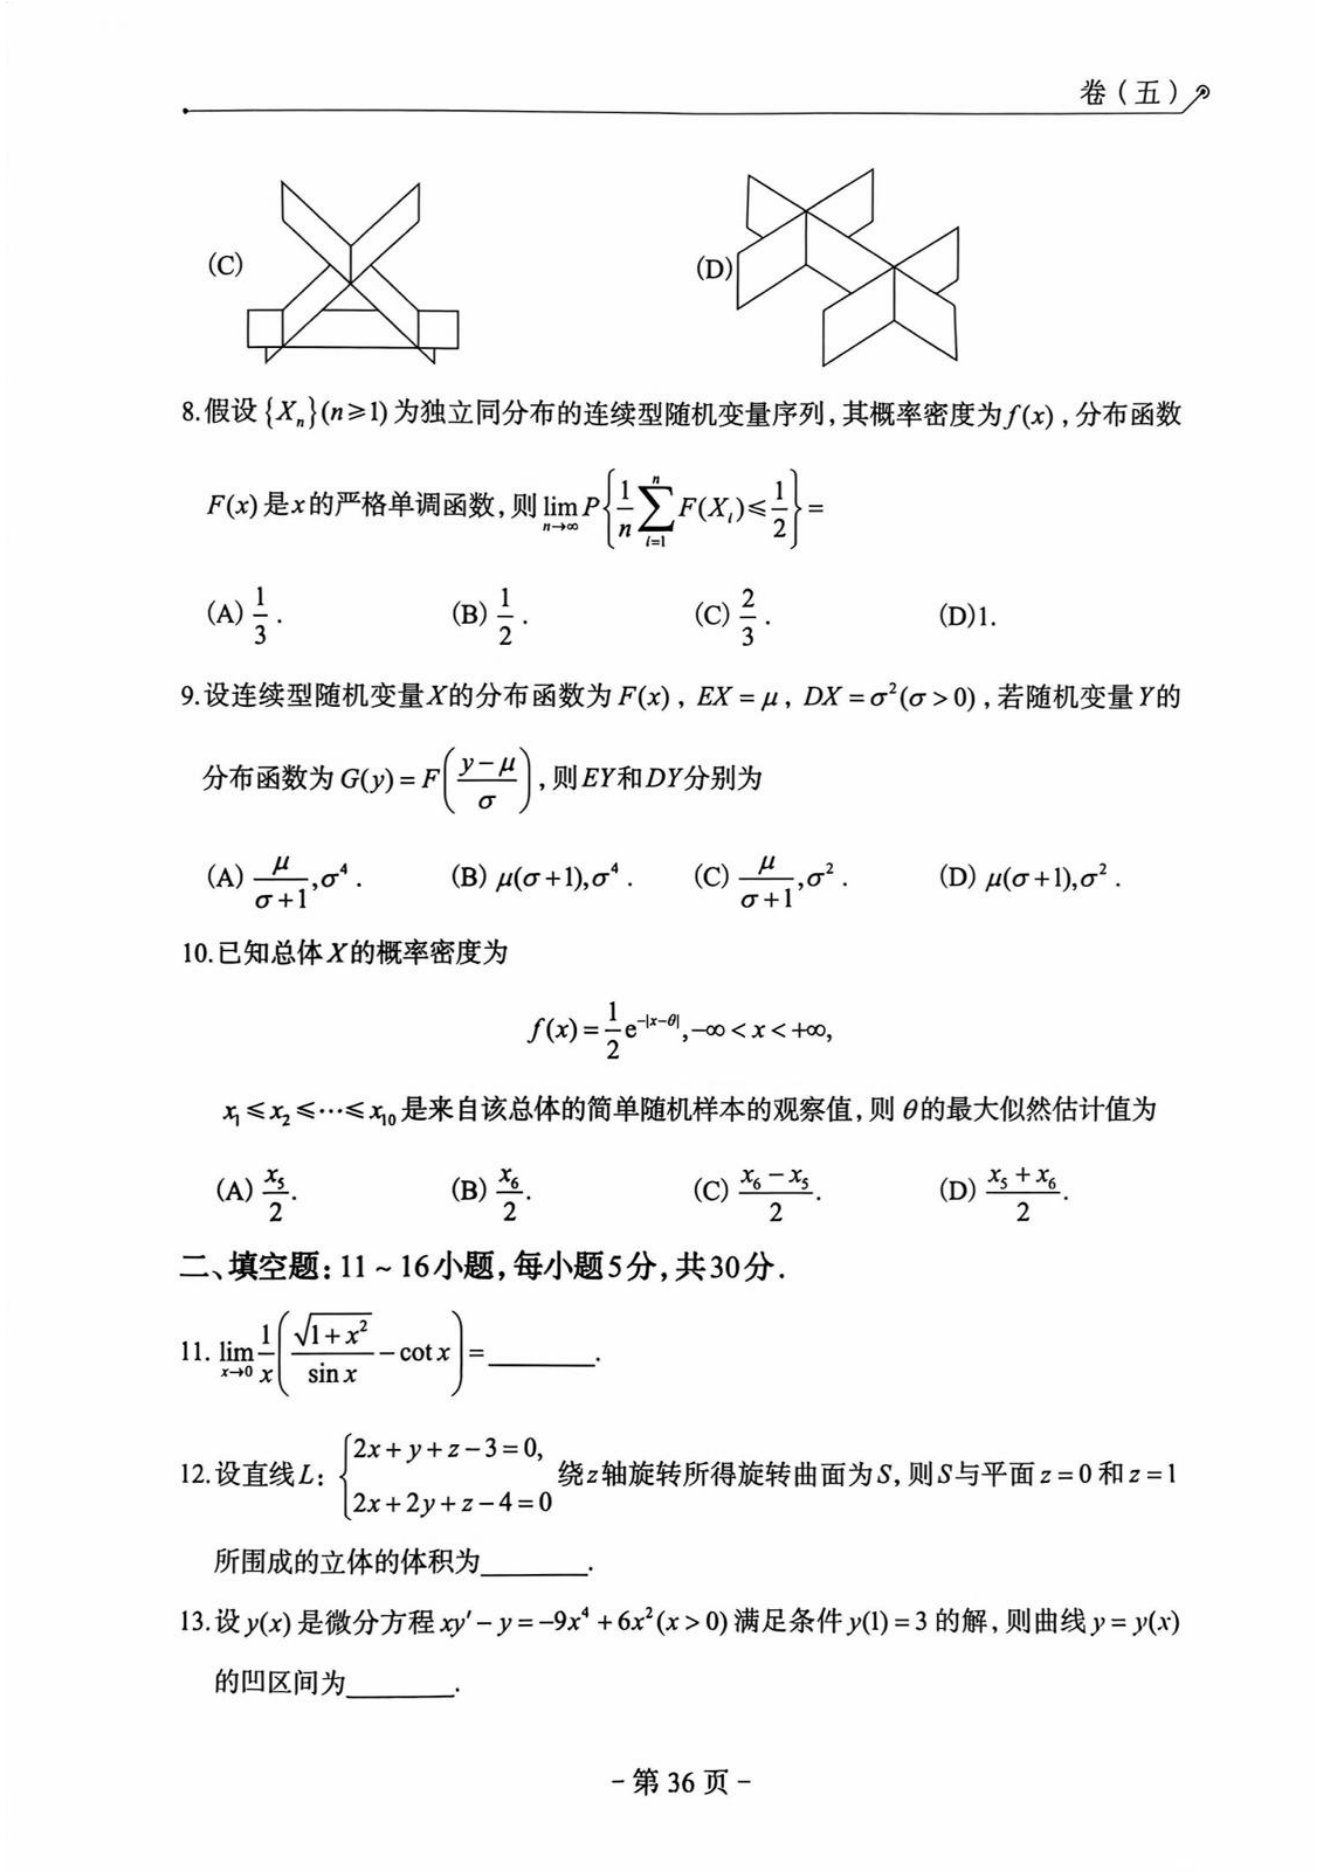 卷（五）
(C)
(D)
8.假设{Xₙ}(n⩾1)为独立同分布的连续型随机变量序列,其概率密度为f(x),分布函数
F(x)是x的严格单调函数,则 lim_{n→∞} P{1/n ∑_{i=1}^{n} F(Xᵢ)⩽1/2} =
(A) 1/3 . (B) 1/2 . (C) 2/3 . (D)1.
9.设连续型随机变量X的分布函数为F(x), EX=μ, DX=σ²(σ>0),若随机变量Y的
分布函数为G(y)=F((y−μ)/σ),则EY和DY分别为
(A) μ/(σ+1),σ⁴. (B) μ(σ+1),σ⁴. (C) μ/(σ+1),σ². (D) μ(σ+1),σ².
10.已知总体X的概率密度为
f(x)=1/2 e^{−|x−θ|},−∞<x<+∞,
x₁⩽x₂⩽⋯⩽x₁₀是来自该总体的简单随机样本的观察值,则θ的最大似然估计值为
(A) x₅/2. (B) x₆/2. (C) (x₆−x₅)/2. (D) (x₅+x₆)/2.
二、填空题:11~16小题,每小题5分,共30分.
11. lim_{x→0} 1/x (√(1+x²)/sin x − cot x) = ________.
12.设直线L: {2x+y+z−3=0, 2x+2y+z−4=0 绕z轴旋转所得旋转曲面为S,则S与平面z=0和z=1
所围成的立体的体积为________.
13.设y(x)是微分方程xy′−y=−9x⁴+6x²(x>0)满足条件y(1)=3的解,则曲线y=y(x)
的凹区间为________.
－第 36 页－